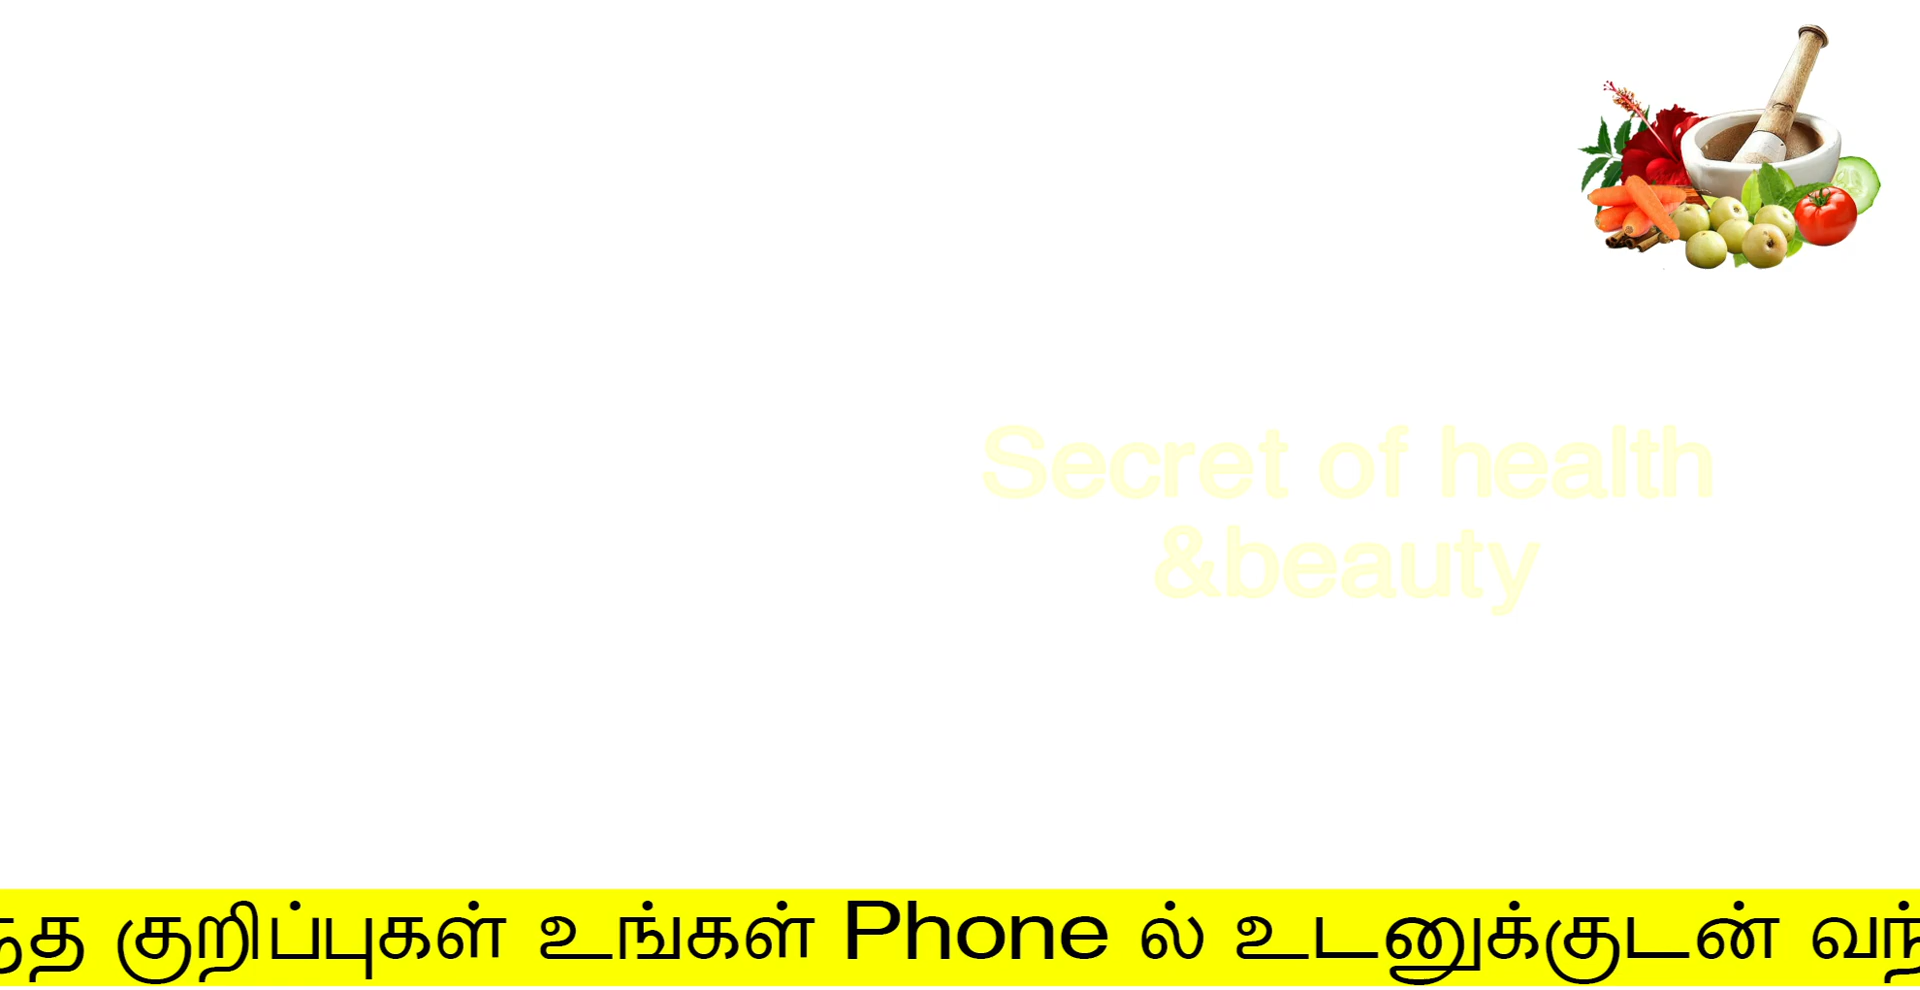 Secret of health
&beauty
குறிப்புகள் உங்கள் Phone ல் உடனுக்குடன்